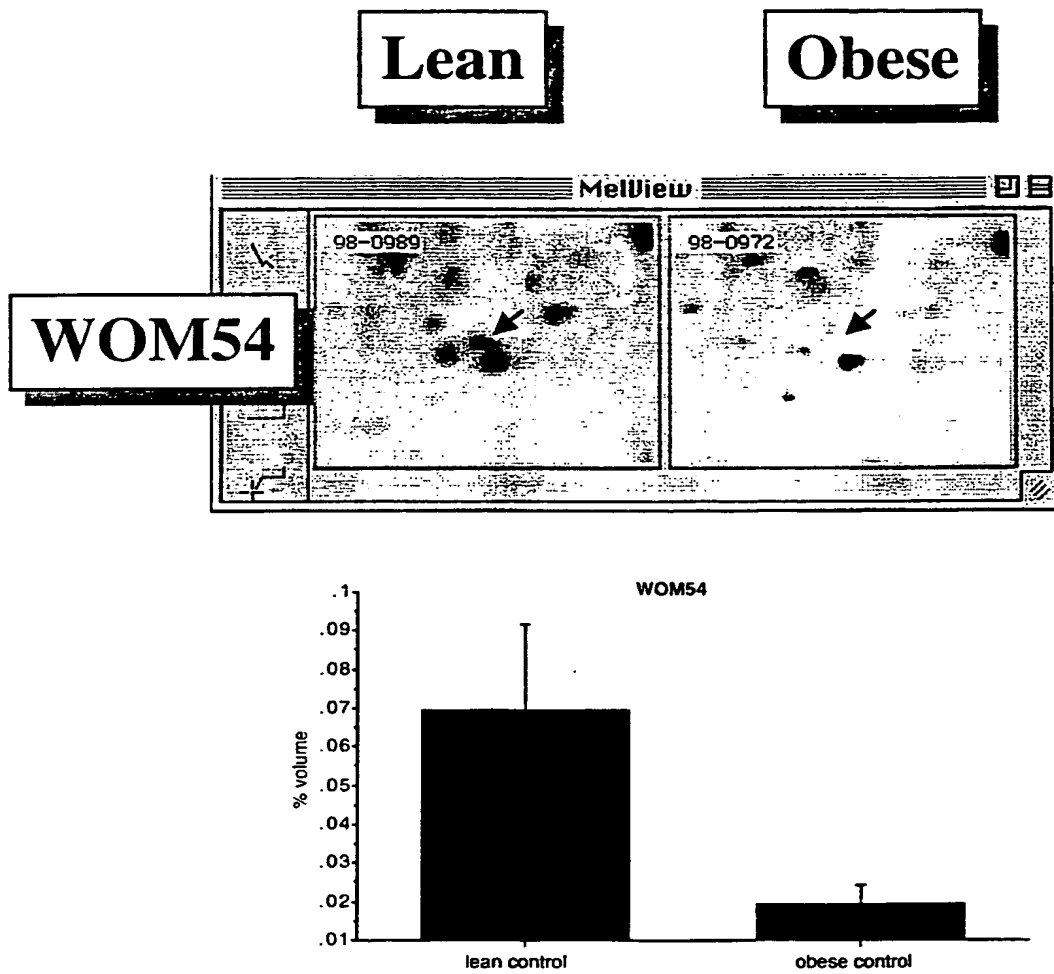 Lean
Obese
MelView
98-0989
98-0972
WOM54
WOM54
.1
.09
.08
.07
.06
.05
.04
.03
.02
.01
% volume
lean control
obese control